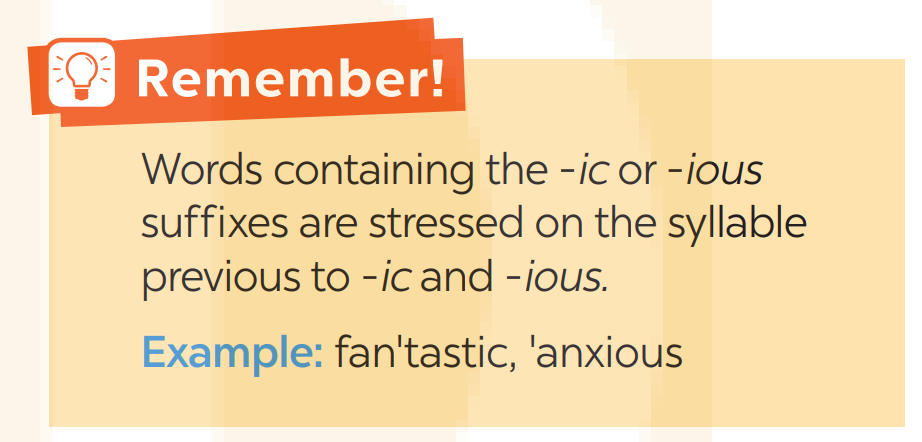 Remember!
Words containing the -ic or -ious
suffixes are stressed on the syllable
previous to -ic and -ious.
Example: fan'tastic, 'anxious